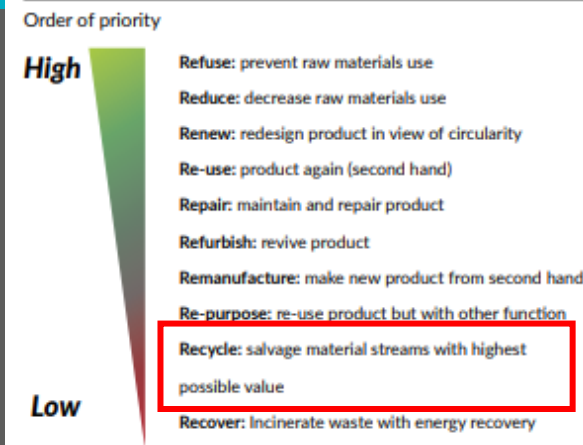 Order of priority
High
Refuse: prevent raw materials use
Reduce: decrease raw materials use
Renew: redesign product in view of circularity
Re-use: product again (second hand)
Repair: maintain and repair product
Refurbish: revive product
Remanufacture: make new product from second hand
Re-purpose: re-use product but with other function
Recycle: salvage material streams with highest
possible value
Low
Recover: Incinerate waste with energy recovery